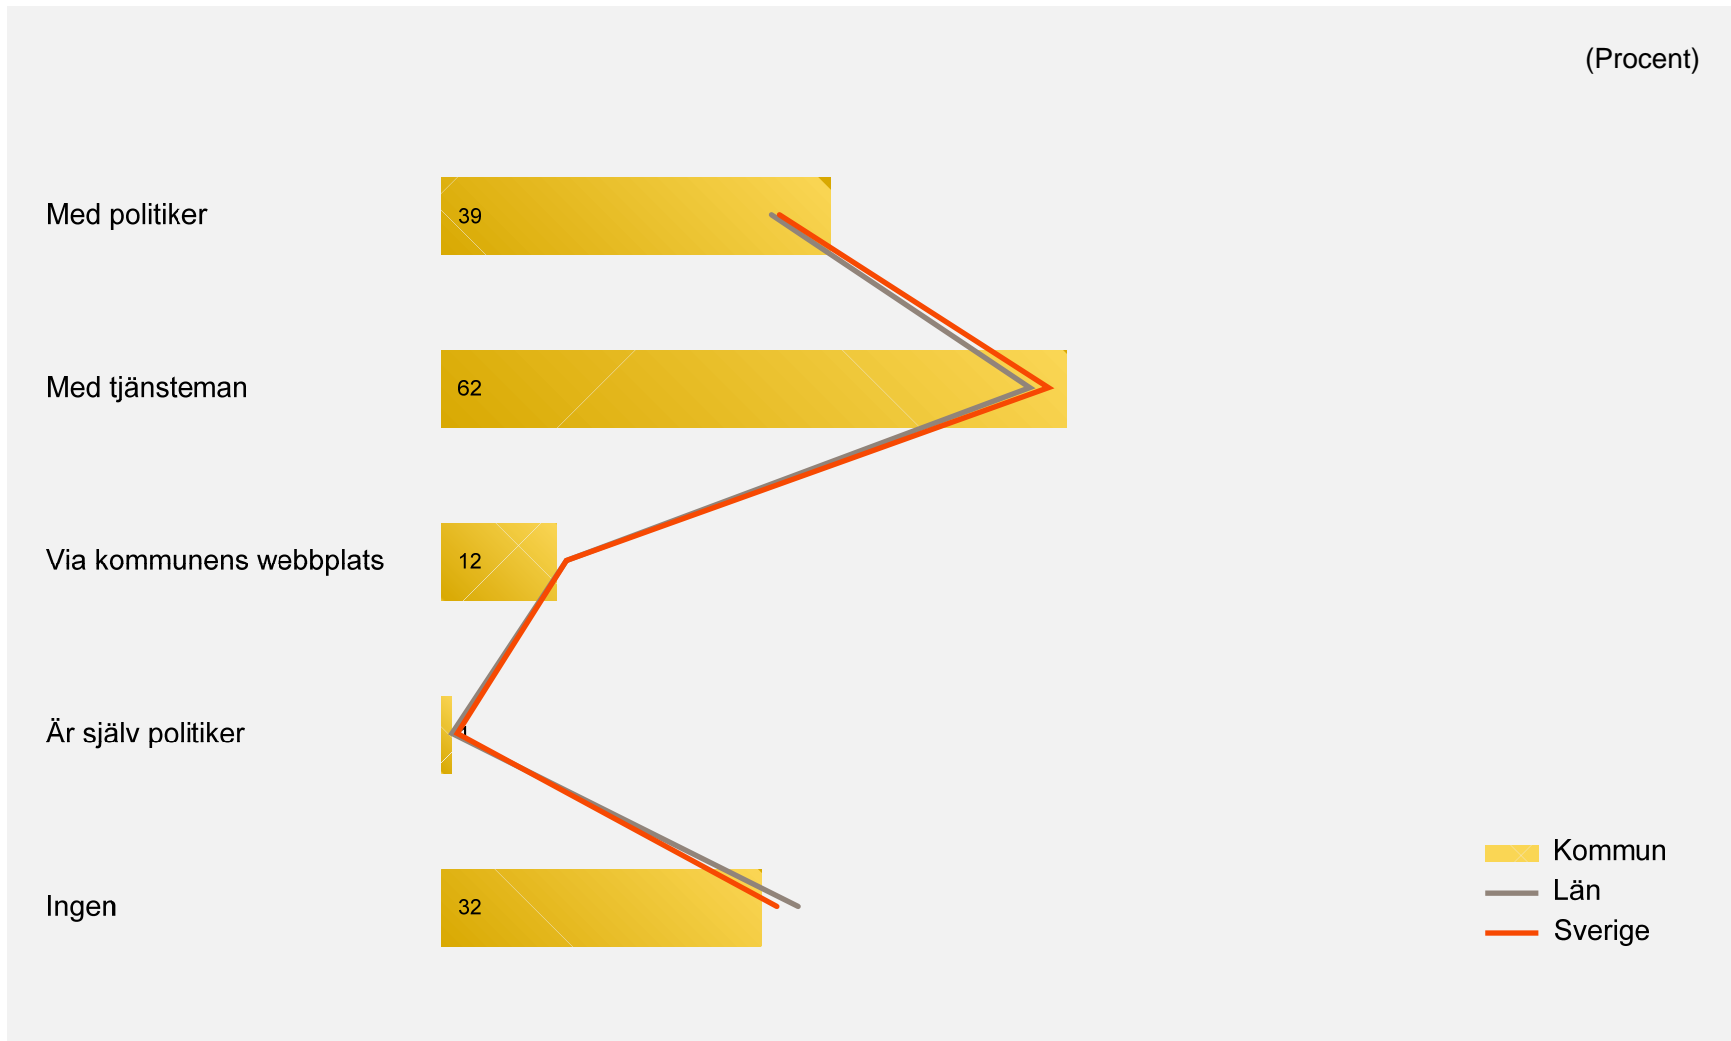 (Procent)
Med politiker
39
Med tjänsteman
62
Via kommunens webbplats
12
Är själv politiker
1
Ingen
32
Kommun
Län
Sverige